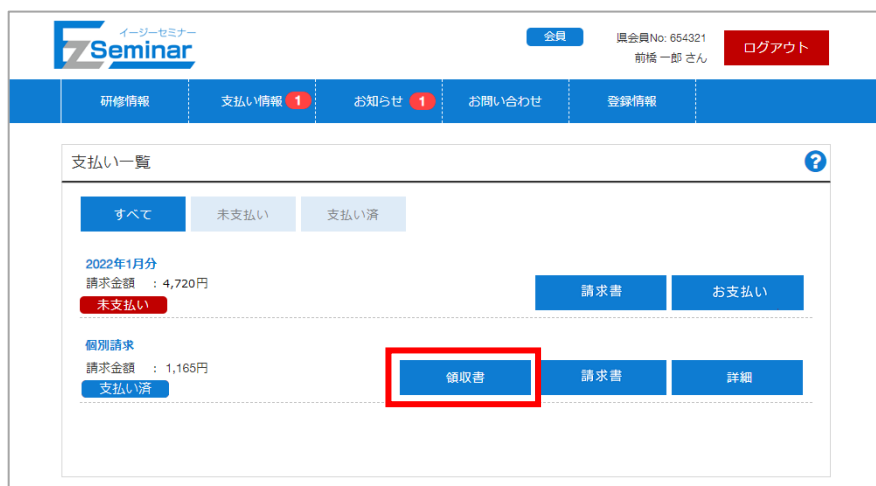 イージーセミナー
EZSeminar
会員
県会員No: 654321
前橋 一郎 さん
ログアウト
研修情報
支払い情報 1
お知らせ 1
お問い合わせ
登録情報
支払い一覧
?
すべて
未支払い
支払い済
2022年1月分
請求金額 : 4,720円
未支払い
請求書
お支払い
個別請求
請求金額 : 1,165円
支払い済
領収書
請求書
詳細